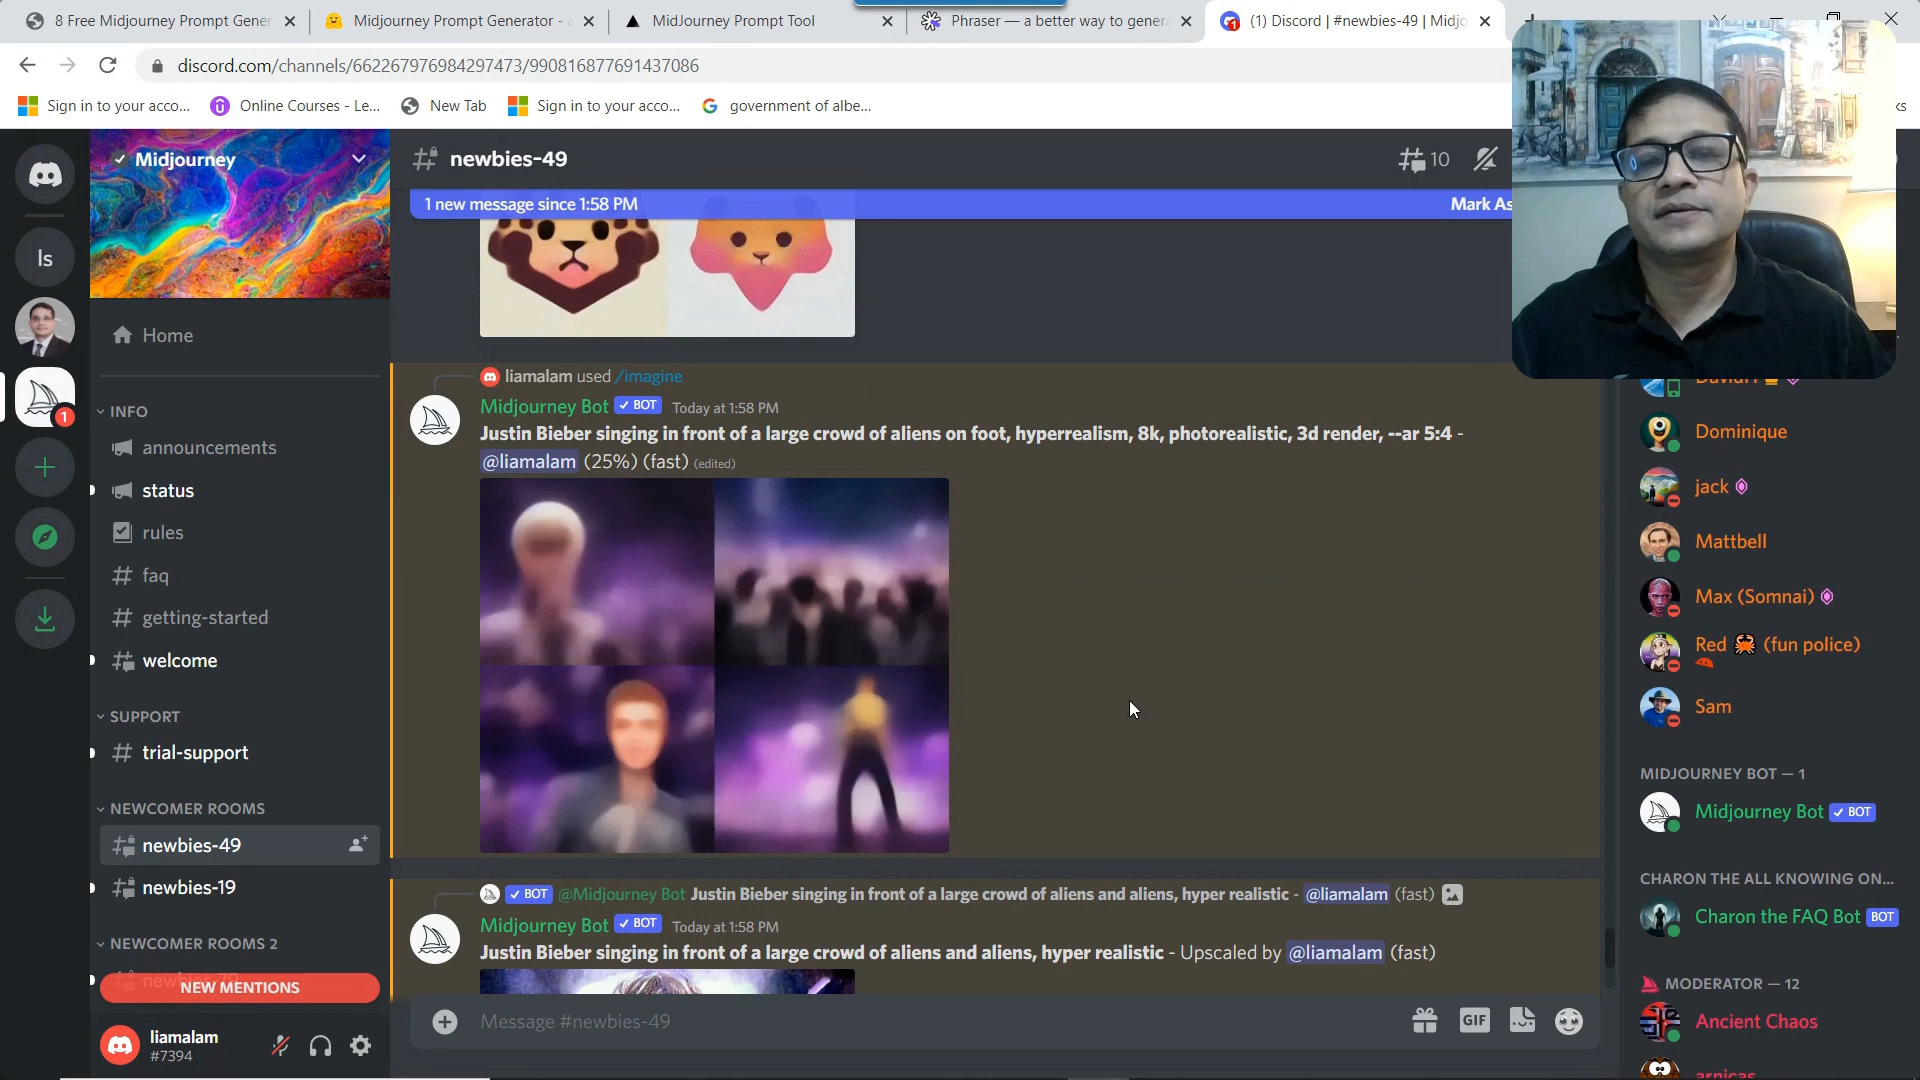 8 Free Midjourney Prompt Gener
Midjourney Prompt Generator - a
MidJourney Prompt Tool
Phraser — a better way to genera
(1) Discord | #newbies-49 | Midjo
discord.com/channels/662267976984297473/990816877691437086
Sign in to your acco...
Online Courses - Le...
New Tab
Sign in to your acco...
government of albe...
Midjourney
newbies-49
10
1 new message since 1:58 PM
Mark As
ls
Home
1
INFO
announcements
status
rules
faq
getting-started
welcome
SUPPORT
trial-support
NEWCOMER ROOMS
newbies-49
newbies-19
NEWCOMER ROOMS 2
NEW MENTIONS
liamalam
#7394
liamalam used /imagine
Midjourney Bot BOT Today at 1:58 PM
Justin Bieber singing in front of a large crowd of aliens on foot, hyperrealism, 8k, photorealistic, 3d render, --ar 5:4 -
@liamalam (25%) (fast) (edited)
BOT @Midjourney Bot Justin Bieber singing in front of a large crowd of aliens and aliens, hyper realistic - @liamalam (fast)
Midjourney Bot BOT Today at 1:58 PM
Justin Bieber singing in front of a large crowd of aliens and aliens, hyper realistic - Upscaled by @liamalam (fast)
Message #newbies-49
GIF
Dominique
jack
Mattbell
Max (Somnai)
Red (fun police)
Sam
MIDJOURNEY BOT — 1
Midjourney Bot BOT
CHARON THE ALL KNOWING ON...
Charon the FAQ Bot BOT
MODERATOR — 12
Ancient Chaos
arnicas